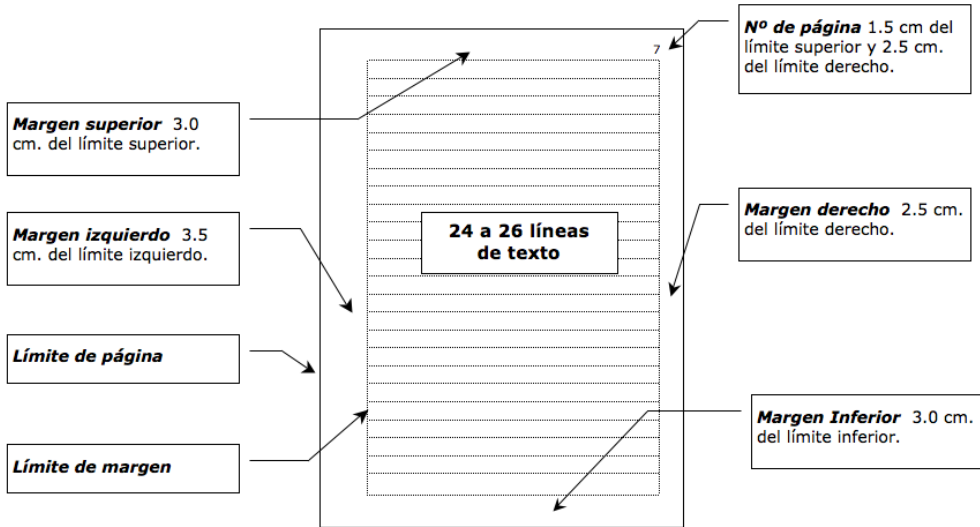 Nº de página 1.5 cm del
límite superior y 2.5 cm.
del límite derecho.
7
Margen superior 3.0
cm. del límite superior.
Margen izquierdo 3.5
cm. del límite izquierdo.
24 a 26 líneas
de texto
Margen derecho 2.5 cm.
del límite derecho.
Límite de página
Margen Inferior 3.0 cm.
del límite inferior.
Límite de margen